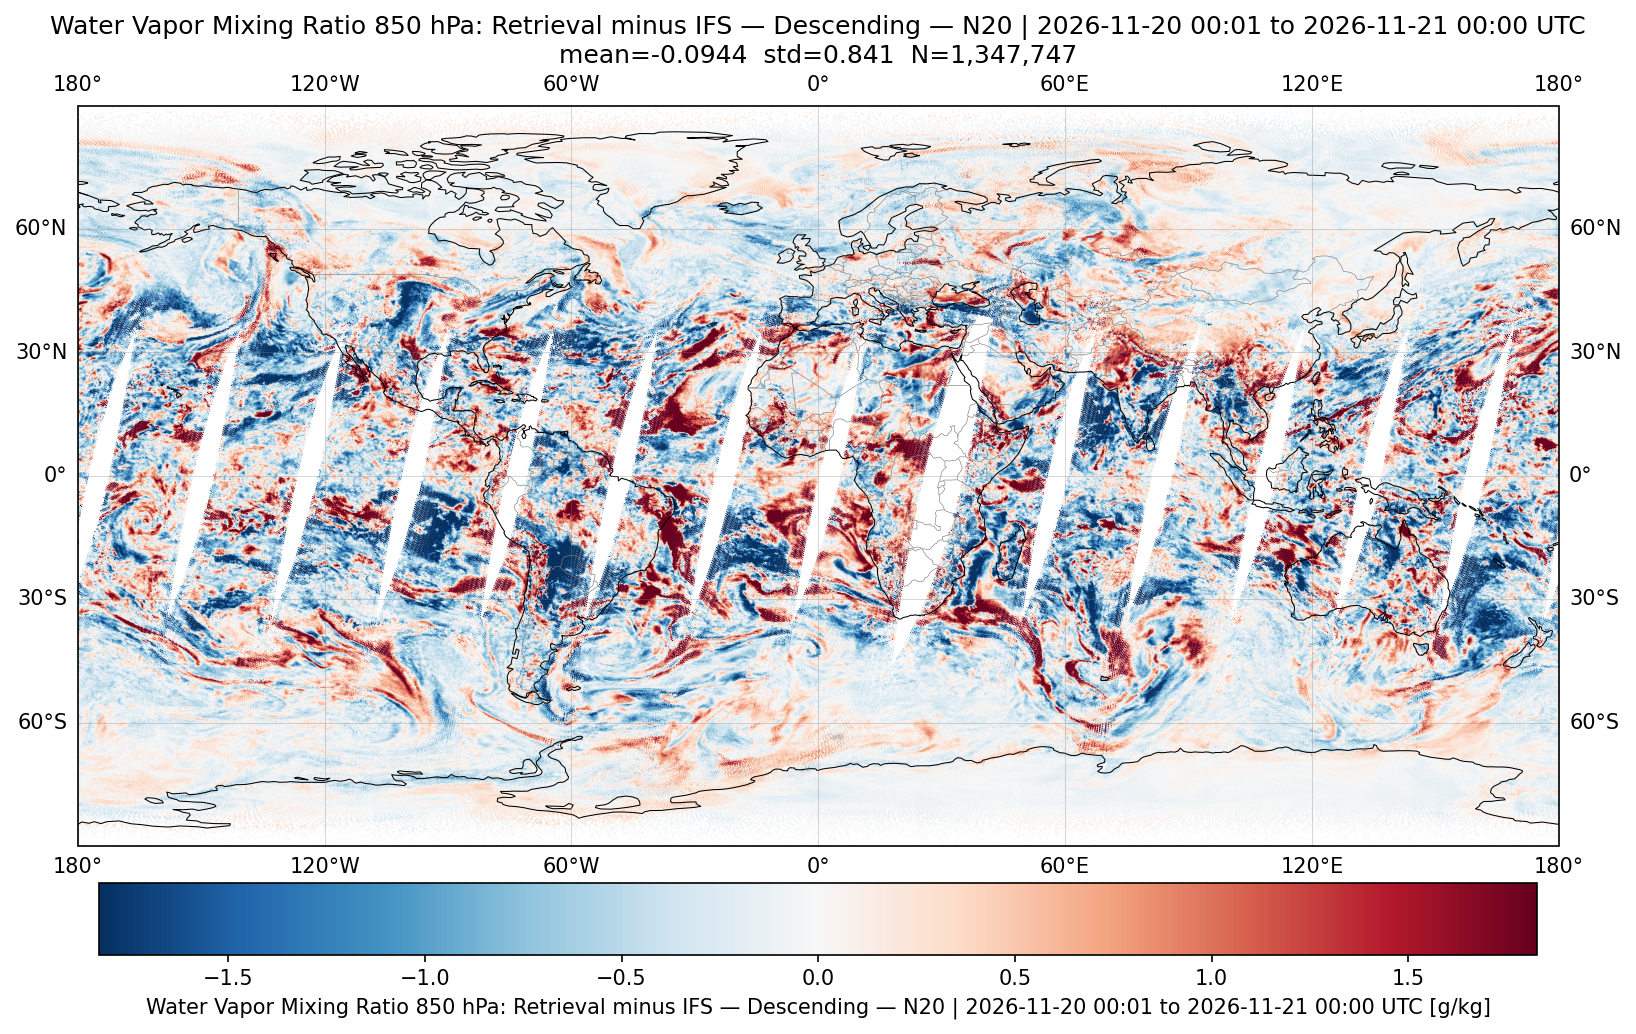 Water Vapor Mixing Ratio 850 hPa: Retrieval minus IFS — Descending — N20 | 2026-11-20 00:01 to 2026-11-21 00:00 UTC
mean=-0.0944  std=0.841  N=1,347,747
180° 120°W 60°W 0° 60°E 120°E 180°
60°N 60°N
30°N 30°N
0° 0°
30°S 30°S
60°S 60°S
180° 120°W 60°W 0° 60°E 120°E 180°
−1.5 −1.0 −0.5 0.0 0.5 1.0 1.5
Water Vapor Mixing Ratio 850 hPa: Retrieval minus IFS — Descending — N20 | 2026-11-20 00:01 to 2026-11-21 00:00 UTC [g/kg]